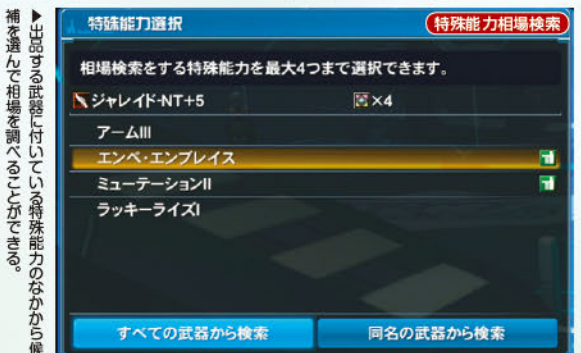 ▶出品する武器に付いている特殊能力のなかから候
補を選んで相場を調べることができる。
特殊能力選択
特殊能力相場検索
相場検索をする特殊能力を最大4つまで選択できます。
ジャレイド-NT+5 ×4
アームIII
エンペ・エンブレイス
ミューテーションII
ラッキーライズI
すべての武器から検索 同名の武器から検索